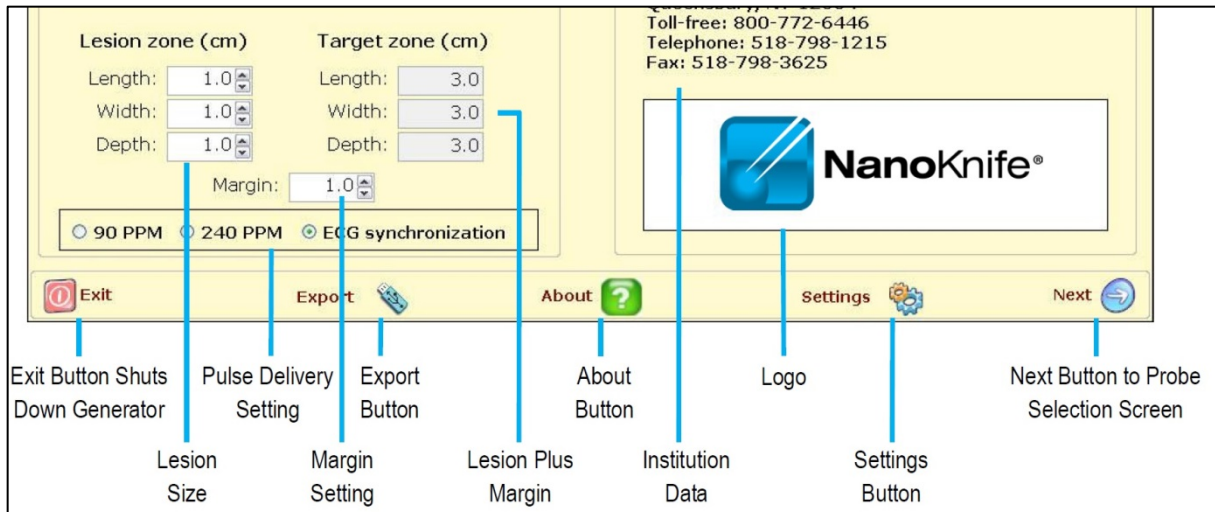 Toll-free: 800-772-6446
Telephone: 518-798-1215
Fax: 518-798-3625
Lesion zone (cm) Target zone (cm)
Length: 1.0 Length: 3.0
Width: 1.0 Width: 3.0
Depth: 1.0 Depth: 3.0
Margin: 1.0
90 PPM 240 PPM ECG synchronization
NanoKnife®
Exit Export About ? Settings Next
Exit Button Shuts
Down Generator
Pulse Delivery
Setting
Export
Button
About
Button
Logo
Next Button to Probe
Selection Screen
Lesion
Size
Margin
Setting
Lesion Plus
Margin
Institution
Data
Settings
Button